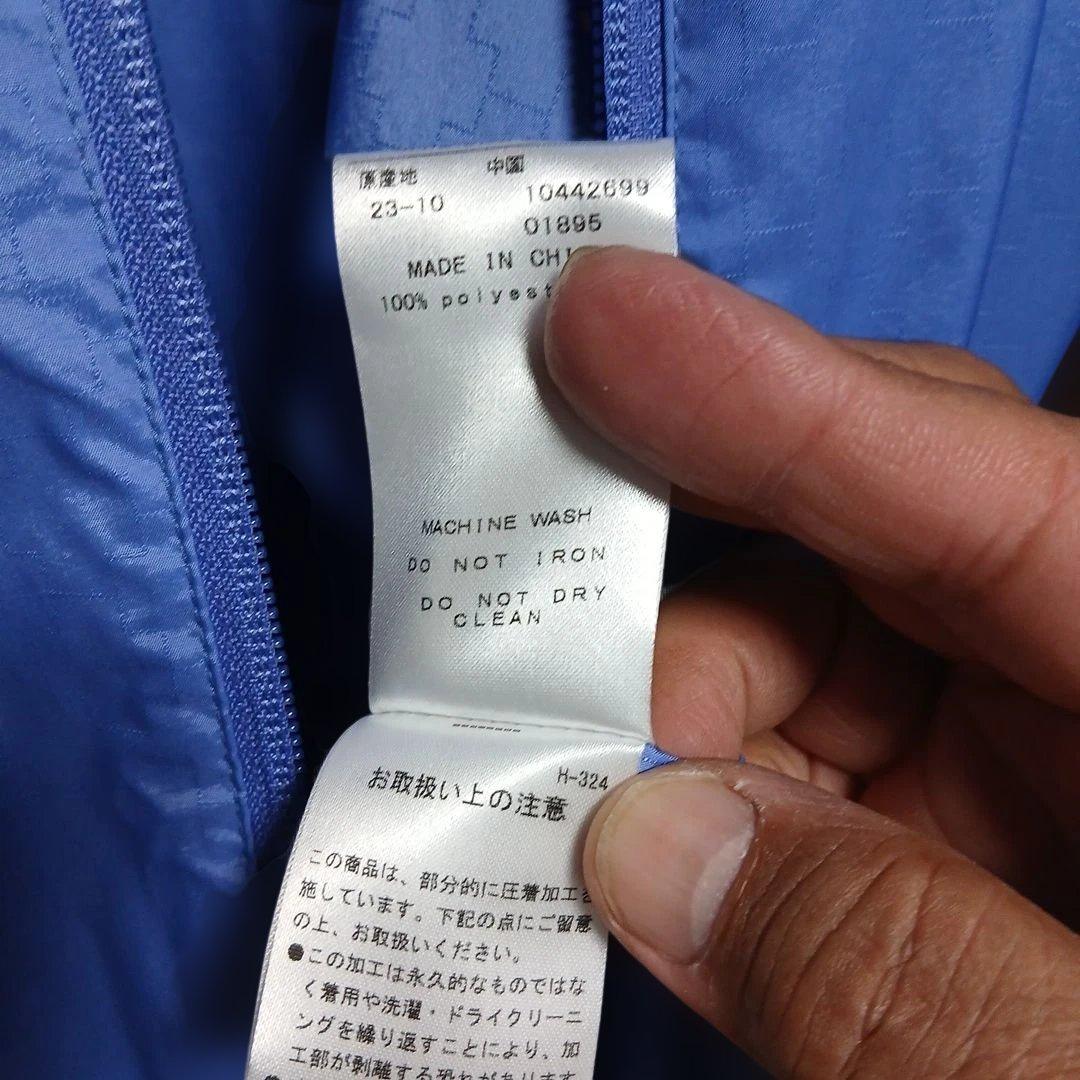 原産地 中國
23-10 10442699
01895
MADE IN CHI
100% polyest
MACHINE WASH
DO NOT IRON
DO NOT DRY
CLEAN
H-324
お取扱い上の注意
この商品は、部分的に圧着加工を
施しています。下記の点にご留意
の上、お取扱いください。
●この加工は永久的なものではな
く着用や洗濯・ドライクリーニ
ングを繰り返すことにより、加
工部が剥離する恐れがあります